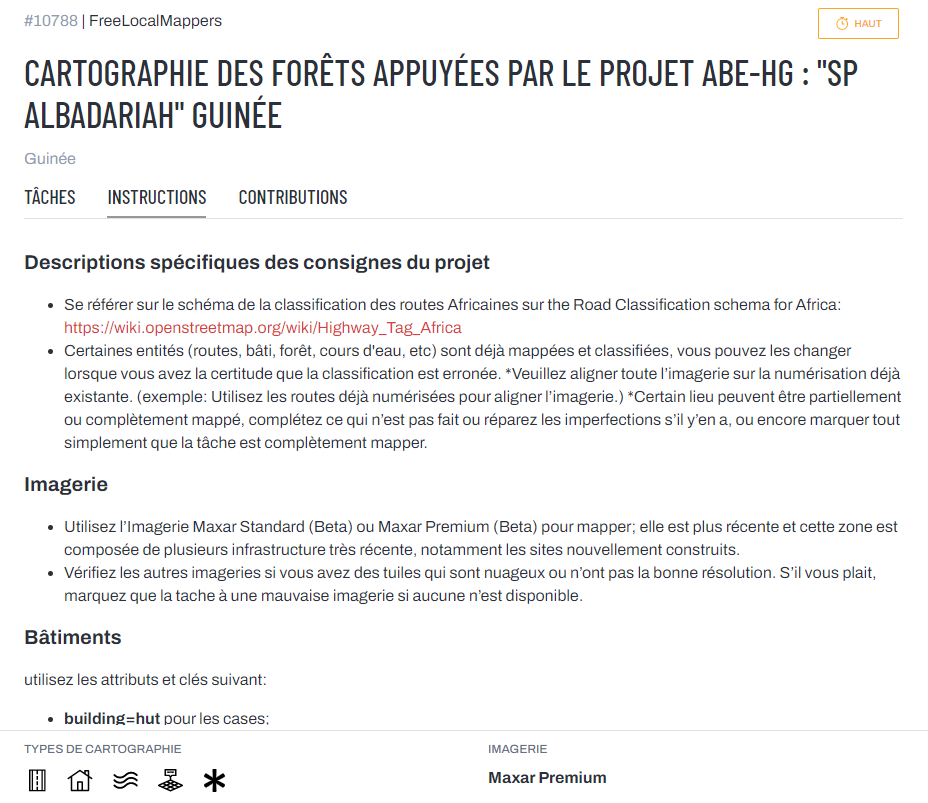 #10788 | FreeLocalMappers
HAUT
CARTOGRAPHIE DES FORÊTS APPUYÉES PAR LE PROJET ABE-HG : "SP
ALBADARIAH" GUINÉE
Guinée
TÂCHES INSTRUCTIONS CONTRIBUTIONS
Descriptions spécifiques des consignes du projet
• Se référer sur le schéma de la classification des routes Africaines sur the Road Classification schema for Africa:
https://wiki.openstreetmap.org/wiki/Highway_Tag_Africa
• Certaines entités (routes, bâti, forêt, cours d'eau, etc) sont déjà mappées et classifiées, vous pouvez les changer
lorsque vous avez la certitude que la classification est erronée. *Veuillez aligner toute l’imagerie sur la numérisation déjà
existante. (exemple: Utilisez les routes déjà numérisées pour aligner l’imagerie.) *Certain lieu peuvent être partiellement
ou complètement mappé, complétez ce qui n’est pas fait ou réparez les imperfections s’il y’en a, ou encore marquer tout
simplement que la tâche est complètement mapper.
Imagerie
• Utilisez l’Imagerie Maxar Standard (Beta) ou Maxar Premium (Beta) pour mapper; elle est plus récente et cette zone est
composée de plusieurs infrastructure très récente, notamment les sites nouvellement construits.
• Vérifiez les autres imageries si vous avez des tuiles qui sont nuageux ou n’ont pas la bonne résolution. S’il vous plait,
marquez que la tache à une mauvaise imagerie si aucune n’est disponible.
Bâtiments
utilisez les attributs et clés suivant:
• building=hut pour les cases;
TYPES DE CARTOGRAPHIE
IMAGERIE
Maxar Premium